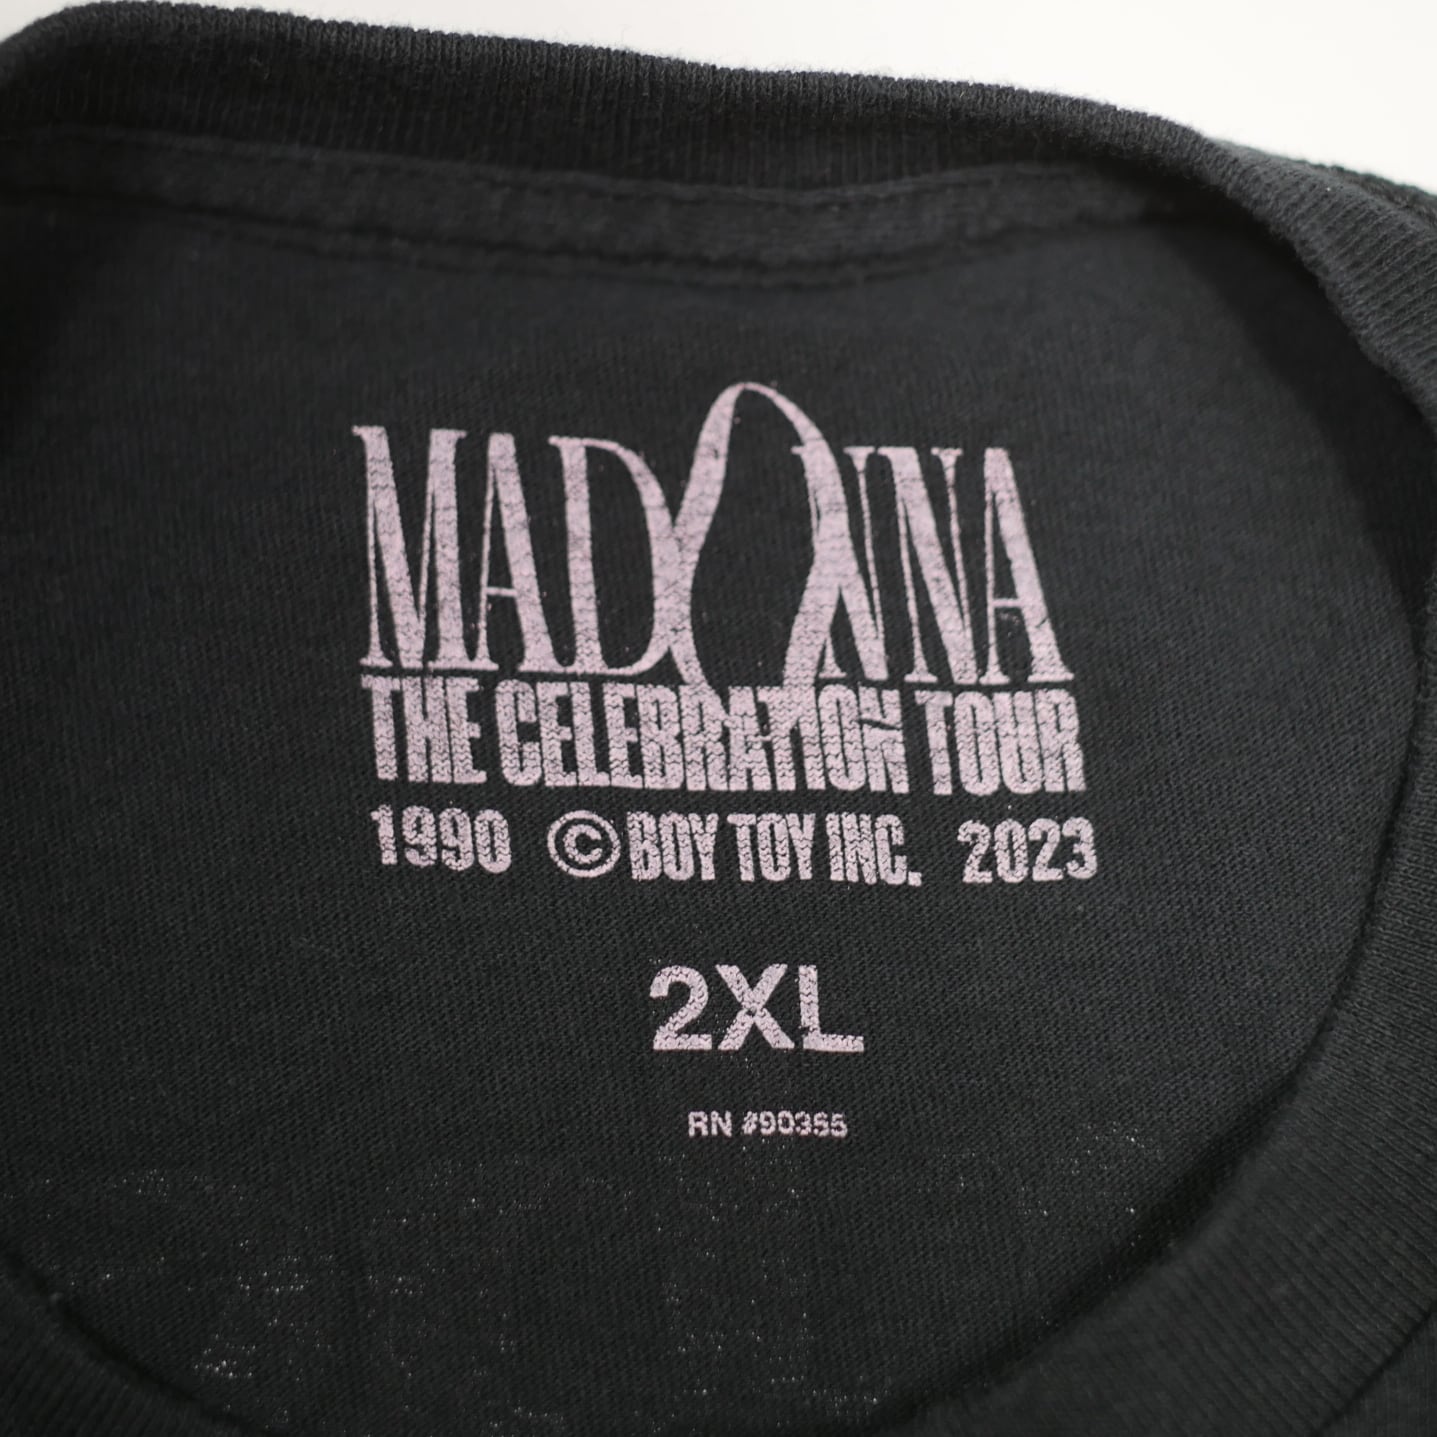 MADONNA
THE CELEBRATION TOUR
1990 © BOY TOY INC. 2023
2XL
RN #90355